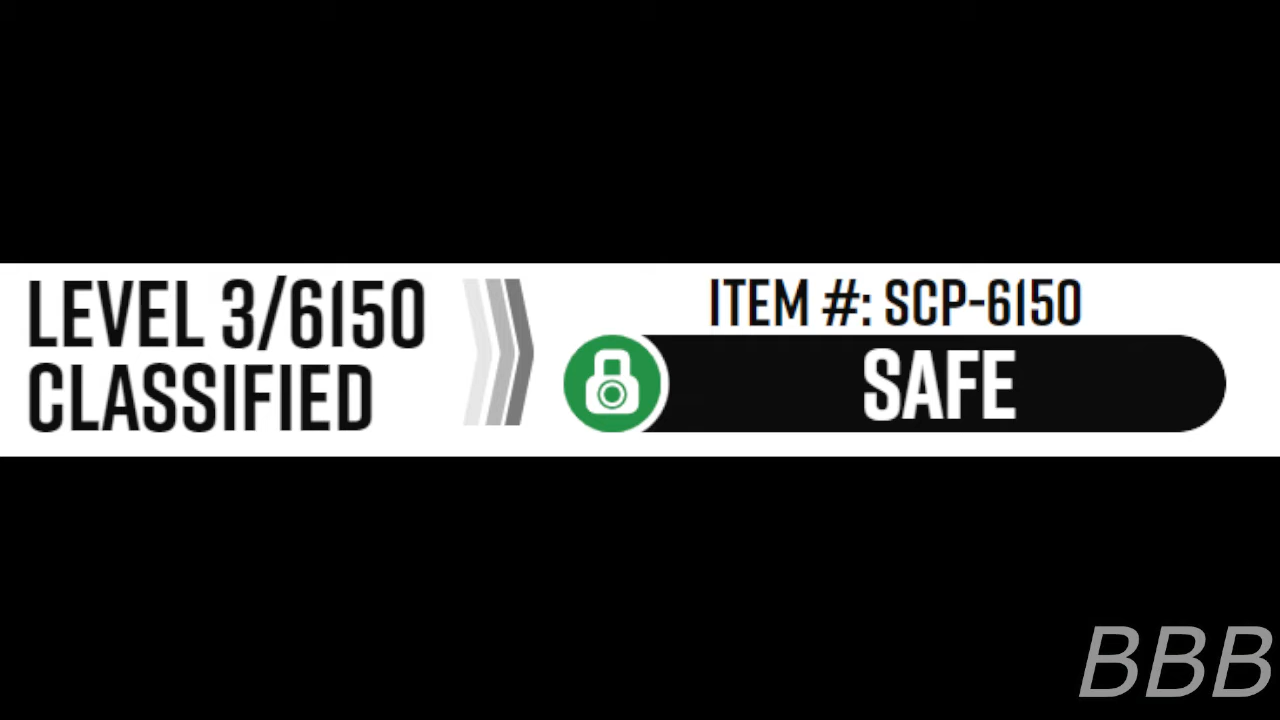 LEVEL 3/6150
CLASSIFIED
ITEM #: SCP-6150
SAFE
BBB